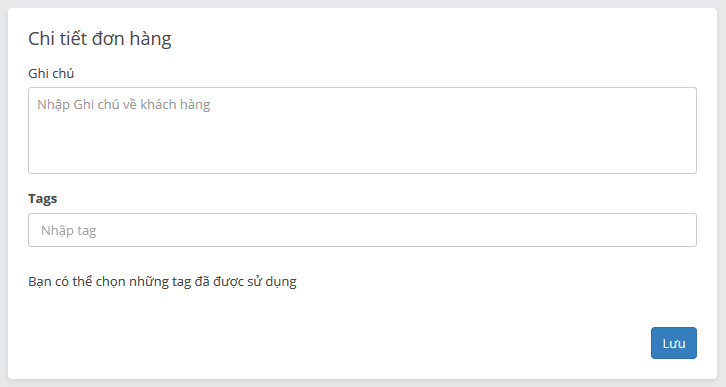 Chi tiết đơn hàng
Ghi chú
Nhập Ghi chú về khách hàng
Tags
Nhập tag
Bạn có thể chọn những tag đã được sử dụng
Lưu